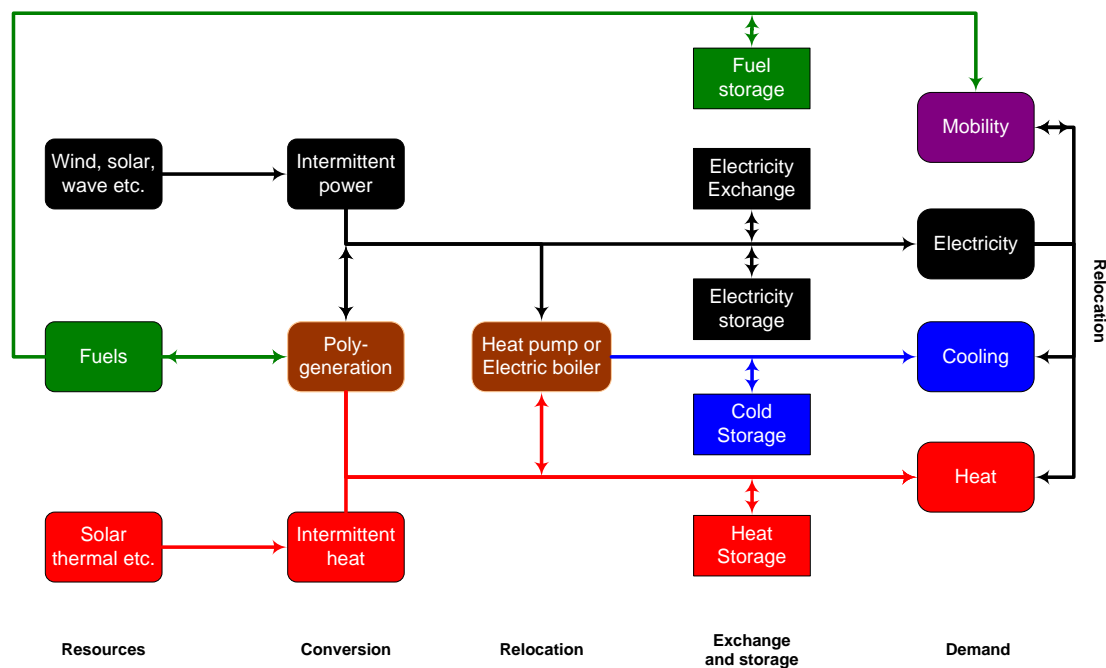 Fuel
storage
Mobility
Wind, solar,
wave etc.
Intermittent
power
Electricity
Exchange
Electricity
Electricity
storage
Relocation
Fuels
Poly-
generation
Heat pump or
Electric boiler
Cooling
Cold
Storage
Heat
Solar
thermal etc.
Intermittent
heat
Heat
Storage
Resources
Conversion
Relocation
Exchange
and storage
Demand